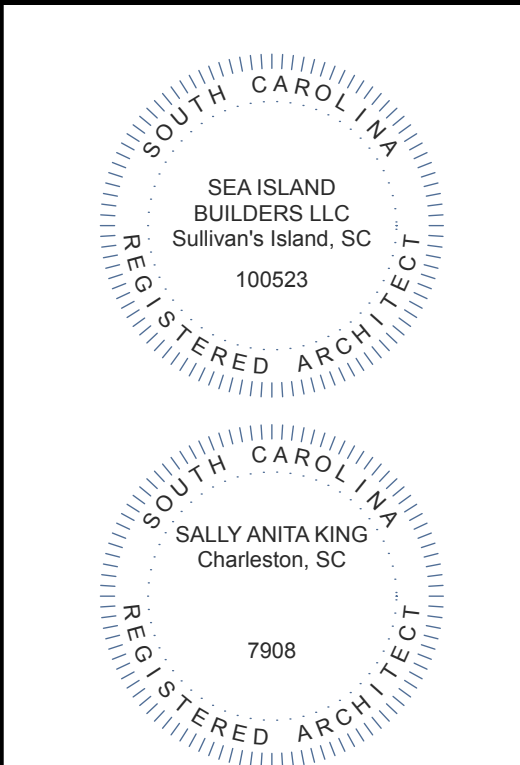 SOUTH CAROLINA
SEA ISLAND
BUILDERS LLC
Sullivan's Island, SC
100523
REGISTERED ARCHITECT
SOUTH CAROLINA
SALLY ANITA KING
Charleston, SC
7908
REGISTERED ARCHITECT